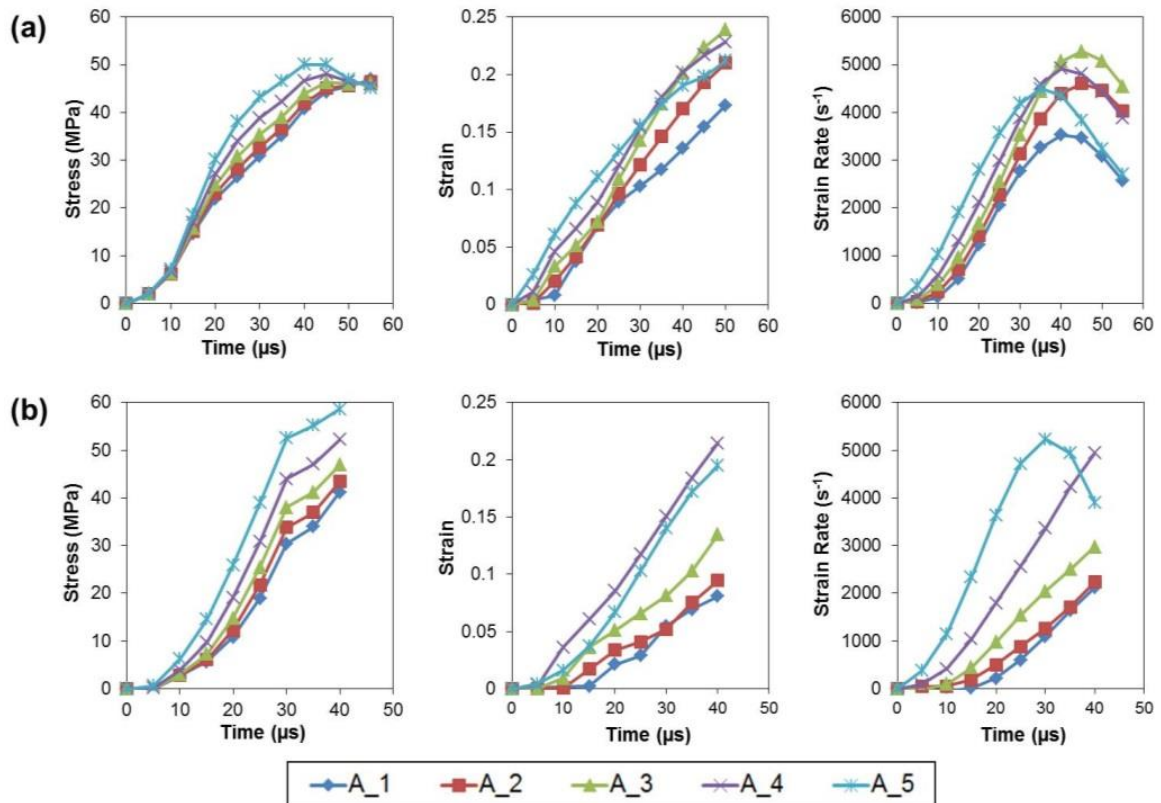 (a)
60
50
40
30
20
10
0
Stress (MPa)
0 10 20 30 40 50 60
Time (µs)
0.25
0.2
0.15
0.1
0.05
0
Strain
0 10 20 30 40 50 60
Time (µs)
6000
5000
4000
3000
2000
1000
0
Strain Rate (s⁻¹)
0 10 20 30 40 50 60
Time (µs)
(b)
60
50
40
30
20
10
0
Stress (MPa)
0 10 20 30 40 50
Time (µs)
0.25
0.2
0.15
0.1
0.05
0
Strain
0 10 20 30 40 50
Time (µs)
6000
5000
4000
3000
2000
1000
0
Strain Rate (s⁻¹)
0 10 20 30 40 50
Time (µs)
A_1 A_2 A_3 A_4 A_5